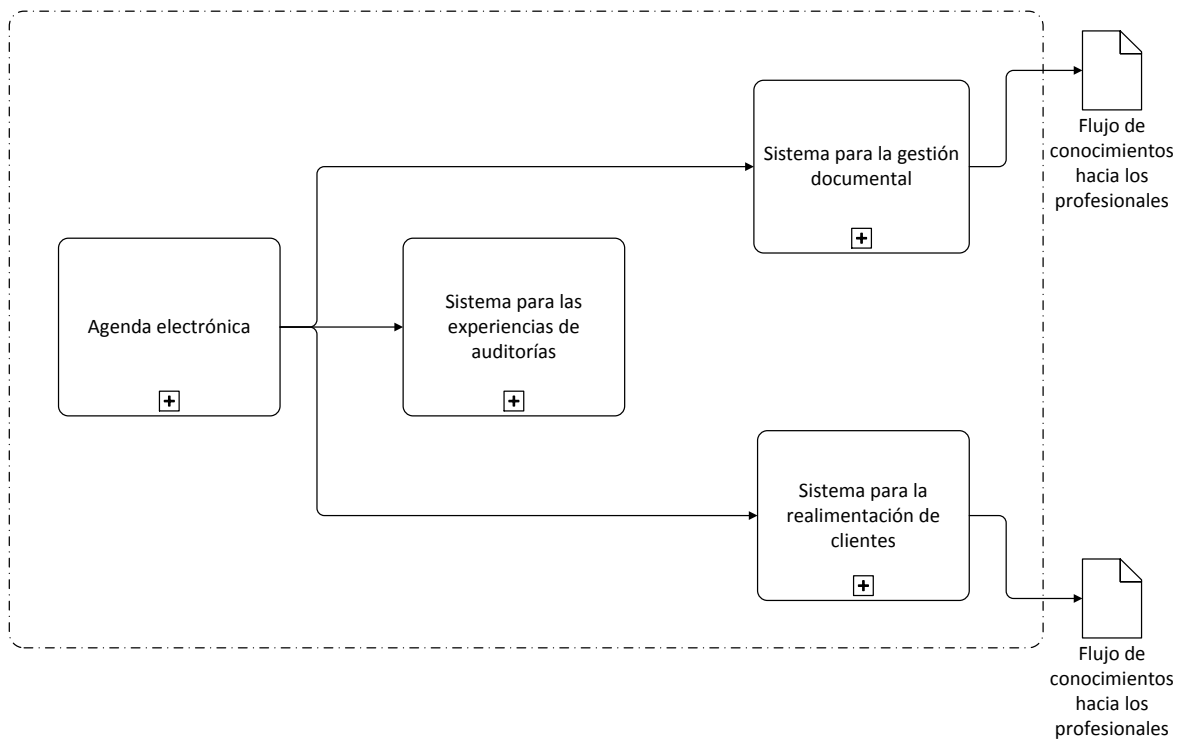 Flujo de
conocimientos
hacia los
profesionales
Sistema para la gestión
documental
Agenda electrónica
Sistema para las
experiencias de
auditorías
Sistema para la
realimentación de
clientes
Flujo de
conocimientos
hacia los
profesionales